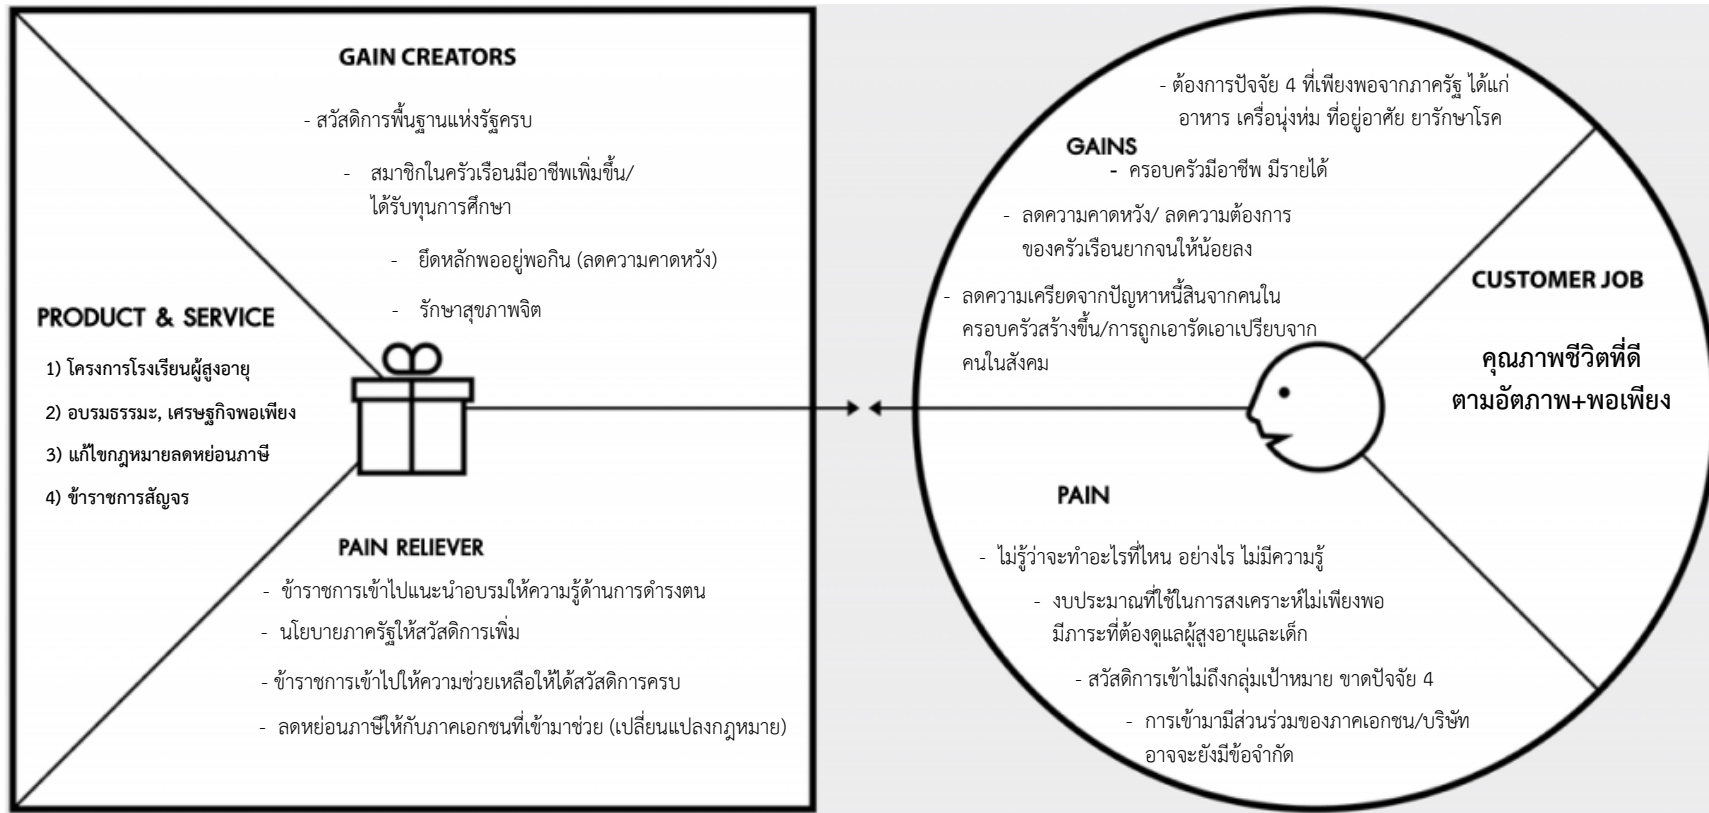 GAIN CREATORS
- สวัสดิการพื้นฐานแห่งรัฐครบ
- สมาชิกในครัวเรือนมีอาชีพเพิ่มขึ้น/
ได้รับทุนการศึกษา
- ยึดหลักพออยู่พอกิน (ลดความคาดหวัง)
- รักษาสุขภาพจิต
PRODUCT & SERVICE
1) โครงการโรงเรียนผู้สูงอายุ
2) อบรมธรรมะ, เศรษฐกิจพอเพียง
3) แก้ไขกฎหมายลดหย่อนภาษี
4) ข้าราชการสัญจร
PAIN RELIEVER
- ข้าราชการเข้าไปแนะนำอบรมให้ความรู้ด้านการดำรงตน
- นโยบายภาครัฐให้สวัสดิการเพิ่ม
- ข้าราชการเข้าไปให้ความช่วยเหลือให้ได้สวัสดิการครบ
- ลดหย่อนภาษีให้กับภาคเอกชนที่เข้ามาช่วย (เปลี่ยนแปลงกฎหมาย)
- ต้องการปัจจัย 4 ที่เพียงพอจากภาครัฐ ได้แก่
อาหาร เครื่อนุ่งห่ม ที่อยู่อาศัย ยารักษาโรค
GAINS
- ครอบครัวมีอาชีพ มีรายได้
- ลดความคาดหวัง/ ลดความต้องการ
ของครัวเรือนยากจนให้น้อยลง
- ลดความเครียดจากปัญหาหนี้สินจากคนใน
ครอบครัวสร้างขึ้น/การถูกเอารัดเอาเปรียบจาก
คนในสังคม
CUSTOMER JOB
คุณภาพชีวิตที่ดี
ตามอัตภาพ+พอเพียง
PAIN
- ไม่รู้ว่าจะทำอะไรที่ไหน อย่างไร ไม่มีความรู้
- งบประมาณที่ใช้ในการสงเคราะห์ไม่เพียงพอ
มีภาระที่ต้องดูแลผู้สูงอายุและเด็ก
- สวัสดิการเข้าไม่ถึงกลุ่มเป้าหมาย ขาดปัจจัย 4
- การเข้ามามีส่วนร่วมของภาคเอกชน/บริษัท
อาจจะยังมีข้อจำกัด